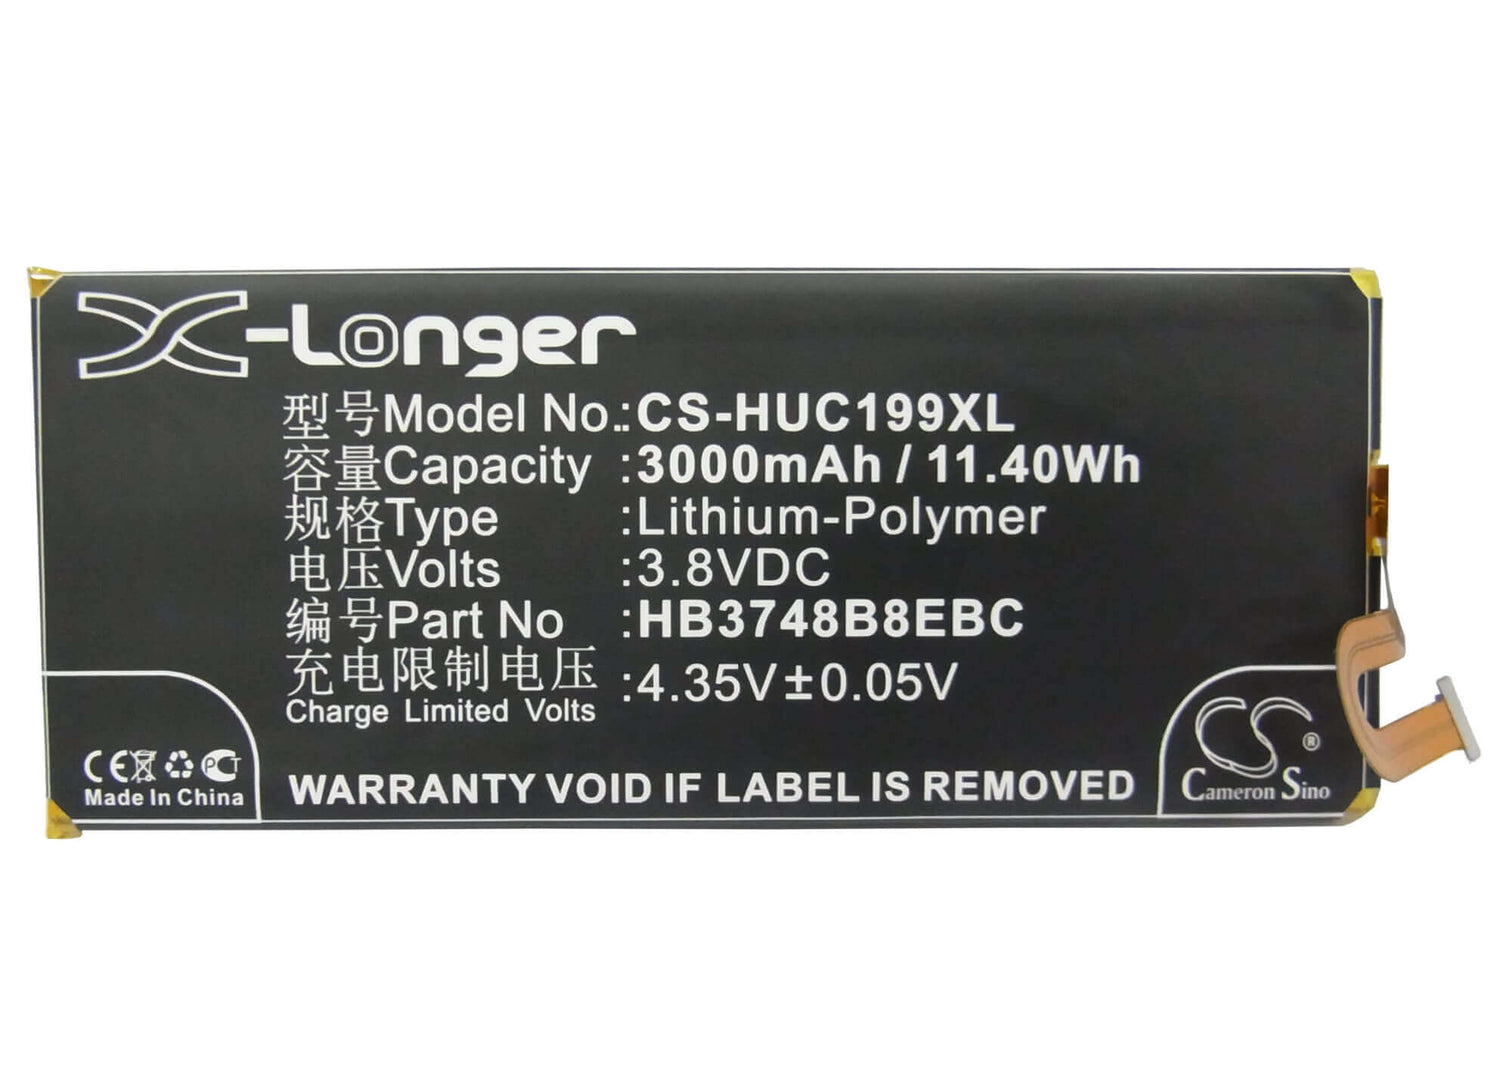 X-Longer
型号Model No.:CS-HUC199XL
容量Capacity :3000mAh / 11.40Wh
规格Type :Lithium-Polymer
电压Volts :3.8VDC
编号Part No :HB3748B8EBC
充电限制电压 :4.35V±0.05V
Charge Limited Volts
CE PCT
Made In China
WARRANTY VOID IF LABEL IS REMOVED
CS ®
Cameron Sino